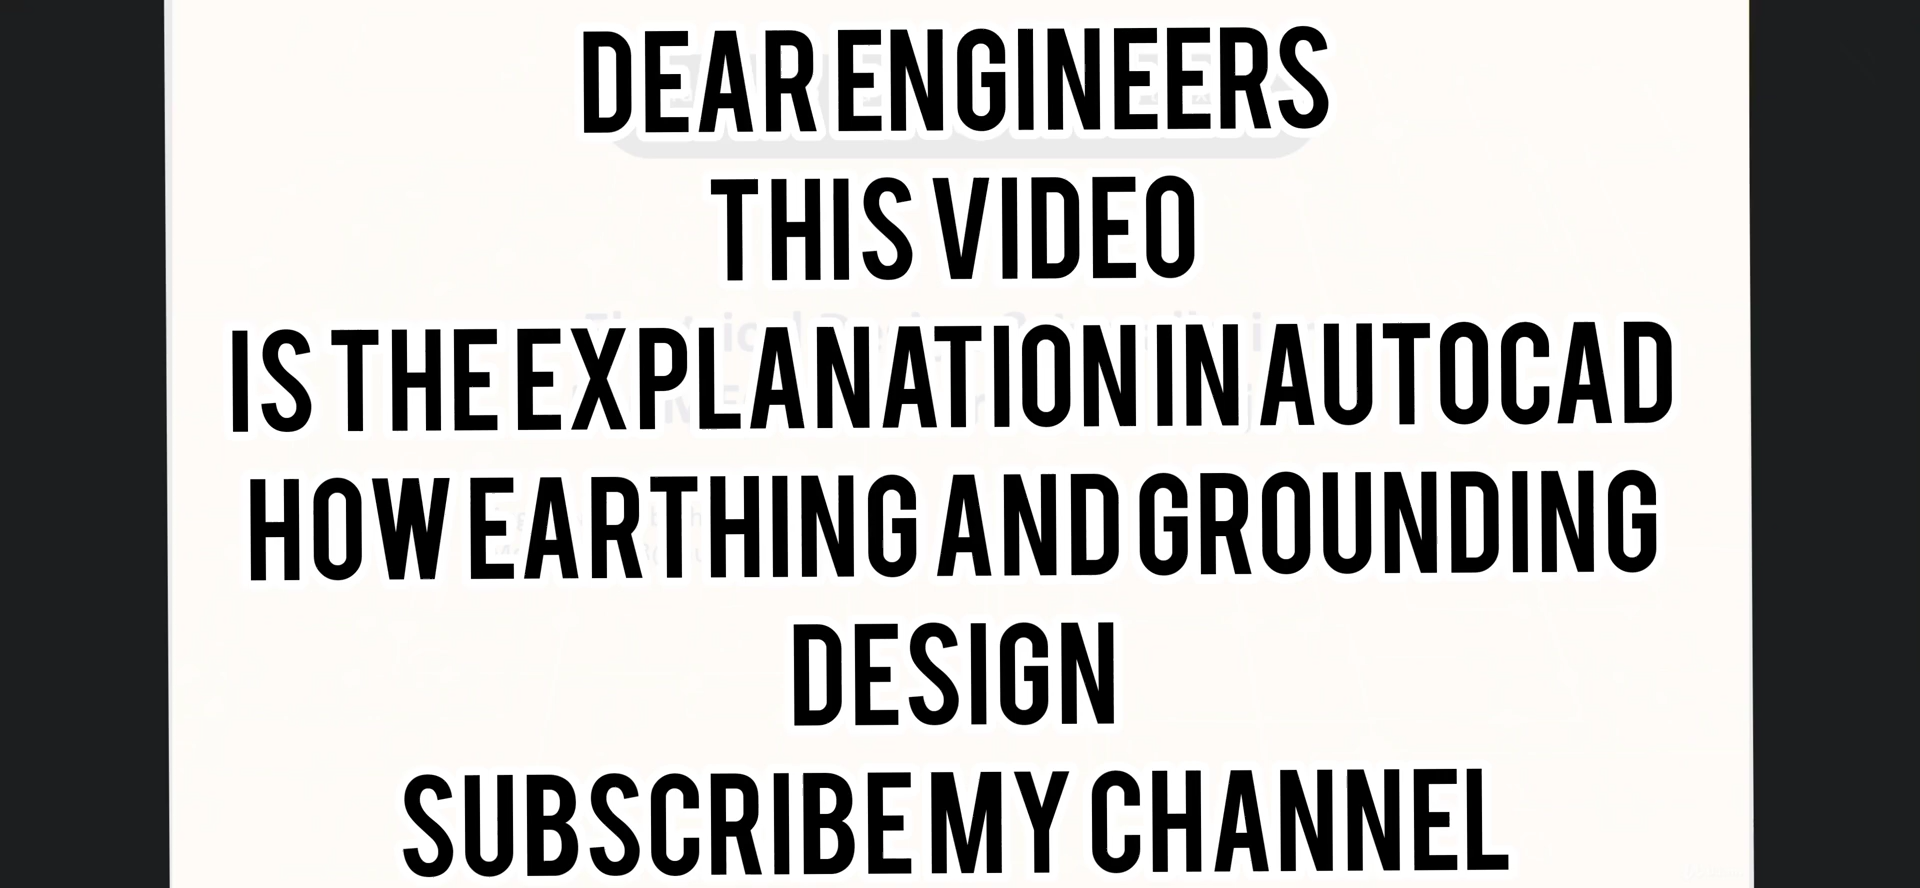 DEAR ENGINEERS
THIS VIDEO
IS THE EXPLANATION IN AUTOCAD
HOW EARTHING AND GROUNDING
DESIGN
SUBSCRIBE MY CHANNEL